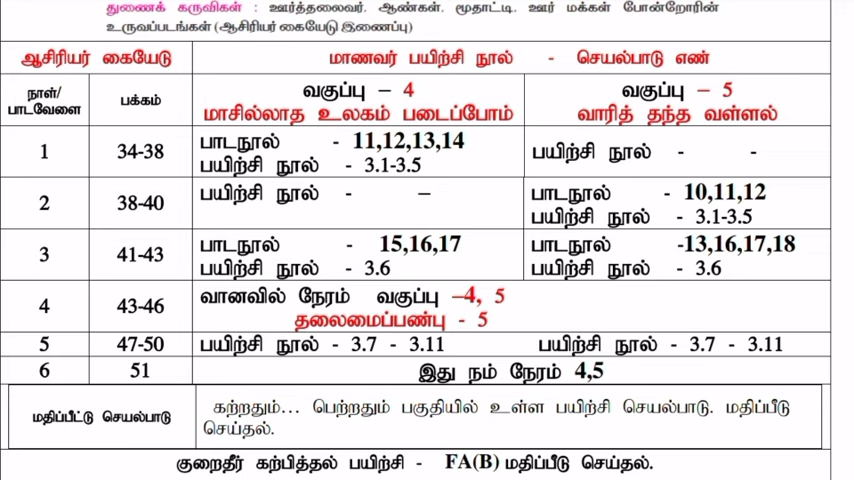 துணைக் கருவிகள் : ஊர்த்தலைவர், ஆண்கள், மூதாட்டி, ஊர் மக்கள் போன்றோரின்
உருவப்படங்கள் (ஆசிரியர் கையேடு இணைப்பு)
ஆசிரியர் கையேடு மாணவர் பயிற்சி நூல் - செயல்பாடு எண்
நாள்/
பாடவேளை
பக்கம்
வகுப்பு – 4
மாசில்லாத உலகம் படைப்போம்
வகுப்பு – 5
வாரித் தந்த வள்ளல்
1 34-38
பாடநூல் - 11,12,13,14
பயிற்சி நூல் - 3.1-3.5
பயிற்சி நூல் - -
2 38-40
பயிற்சி நூல் - –
பாடநூல் - 10,11,12
பயிற்சி நூல் - 3.1-3.5
3 41-43
பாடநூல் - 15,16,17
பயிற்சி நூல் - 3.6
பாடநூல் -13,16,17,18
பயிற்சி நூல் - 3.6
4 43-46
வானவில் நேரம் வகுப்பு –4, 5
தலைமைப்பண்பு - 5
5 47-50 பயிற்சி நூல் - 3.7 - 3.11 பயிற்சி நூல் - 3.7 - 3.11
6 51 இது நம் நேரம் 4,5
மதிப்பீட்டு செயல்பாடு
கற்றதும்... பெற்றதும் பகுதியில் உள்ள பயிற்சி செயல்பாடு. மதிப்பீடு
செய்தல்.
குறைதீர் கற்பித்தல் பயிற்சி - FA(B) மதிப்பீடு செய்தல்.